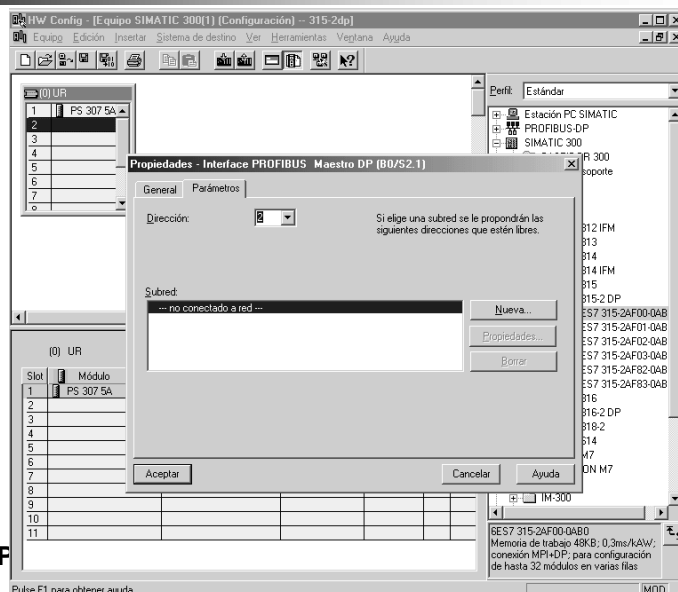 HW Config - [Equipo SIMATIC 300(1) (Configuración) -- 315-2dp]
Equipo Edición Insertar Sistema de destino Ver Herramientas Ventana Ayuda
(0) UR
1 PS 307 5A
2
3
4
5
6
7
Perfil: Estándar
Estación PC SIMATIC
PROFIBUS-DP
SIMATIC 300
R 300
soporte
312 IFM
313
314
314 IFM
315
315-2 DP
6ES7 315-2AF00-0AB
6ES7 315-2AF01-0AB
6ES7 315-2AF02-0AB
6ES7 315-2AF03-0AB
6ES7 315-2AF82-0AB
6ES7 315-2AF83-0AB
316
316-2 DP
318-2
614
M7
ON M7
IM-300
Propiedades - Interface PROFIBUS Maestro DP (B0/S2.1)
General Parámetros
Dirección: 2
Si elige una subred se le propondrán las
siguientes direcciones que estén libres.
Subred:
--- no conectado a red ---
Nueva...
Propiedades...
Borrar
Aceptar Cancelar Ayuda
(0) UR
Slot Módulo
1 PS 307 5A
2
3
4
5
6
7
8
9
10
11
6ES7 315-2AF00-0AB0
Memoria de trabajo 48KB; 0,3ms/kAW;
conexión MPI+DP; para configuración
de hasta 32 módulos en varias filas
P
Pulse F1 para obtener ayuda.
MOD